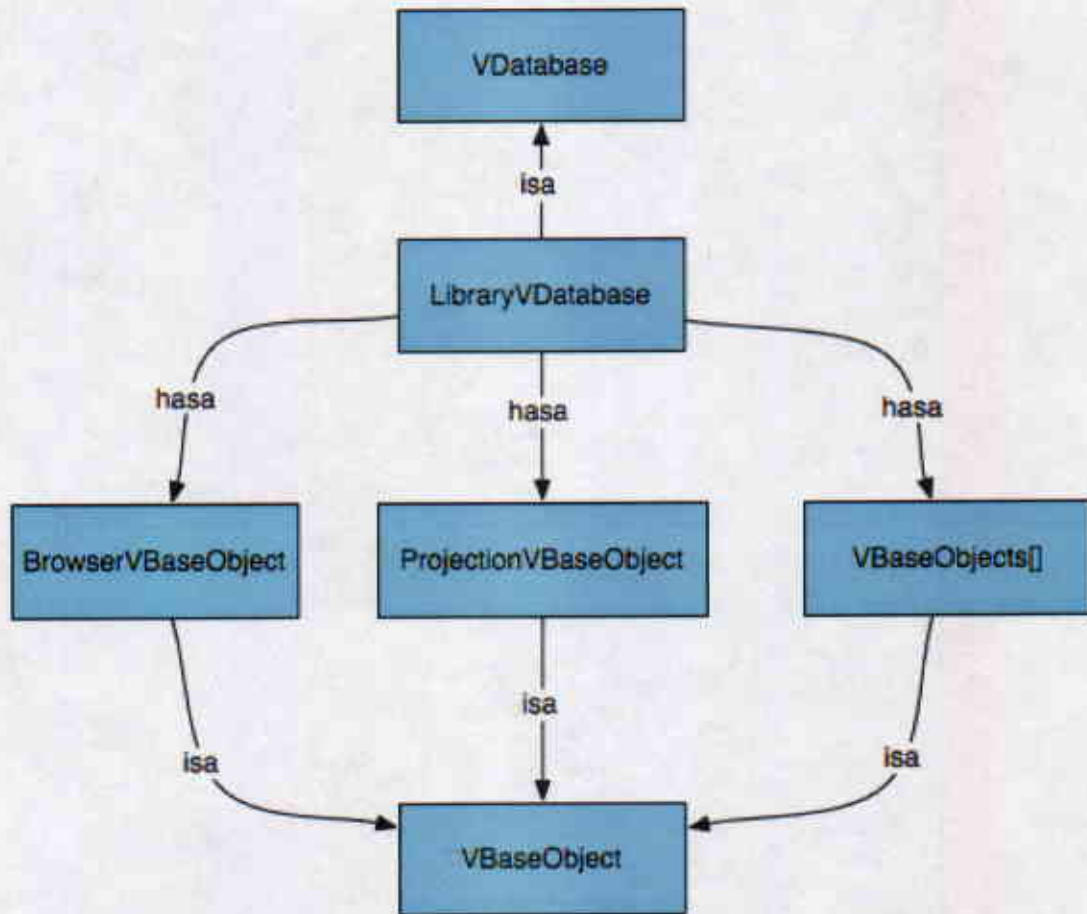 VDatabase
isa
LibraryVDatabase
hasa
hasa
hasa
BrowserVBaseObject
ProjectionVBaseObject
VBaseObjects[]
isa
isa
isa
VBaseObject